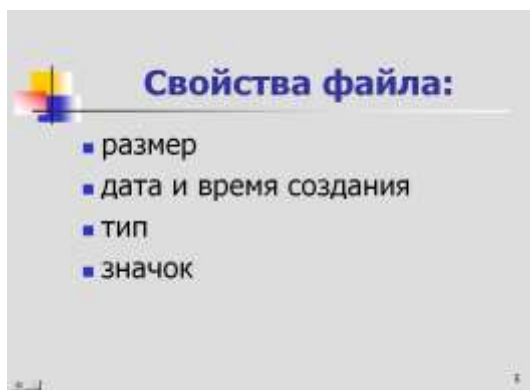 Свойства файла:
размер
дата и время создания
тип
значок